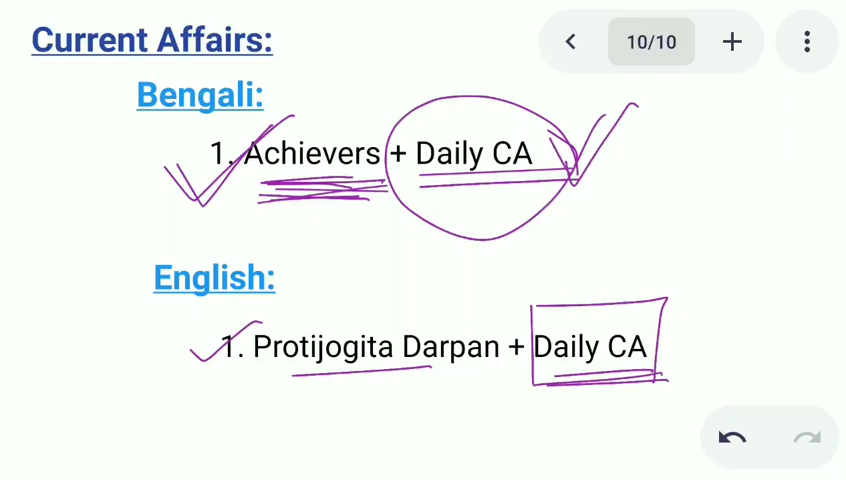 Current Affairs:
10/10
Bengali:
1. Achievers + Daily CA
English:
1. Protijogita Darpan + Daily CA